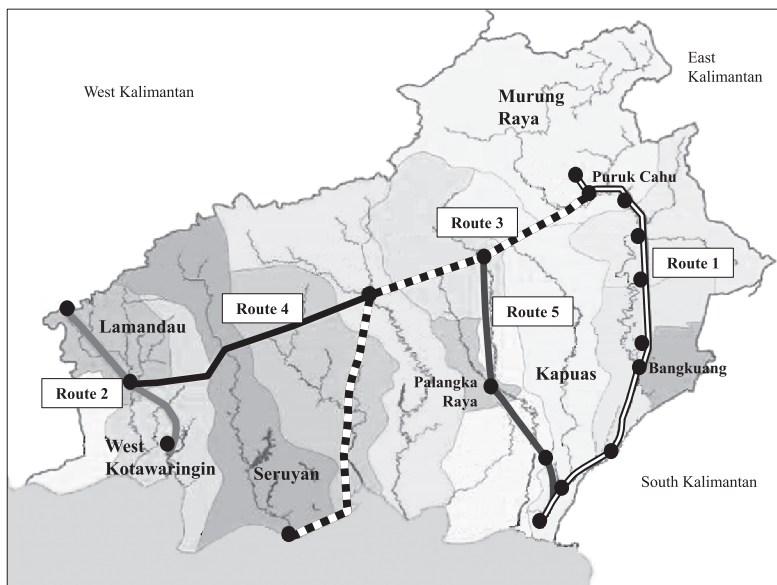 East
Kalimantan
West Kalimantan
Murung
Raya
Puruk Cahu
Route 3
Route 1
Route 4
Route 5
Lamandau
Route 2
Palangka
Raya
Kapuas
Bangkuang
West
Kotawaringin
Seruyan
South Kalimantan